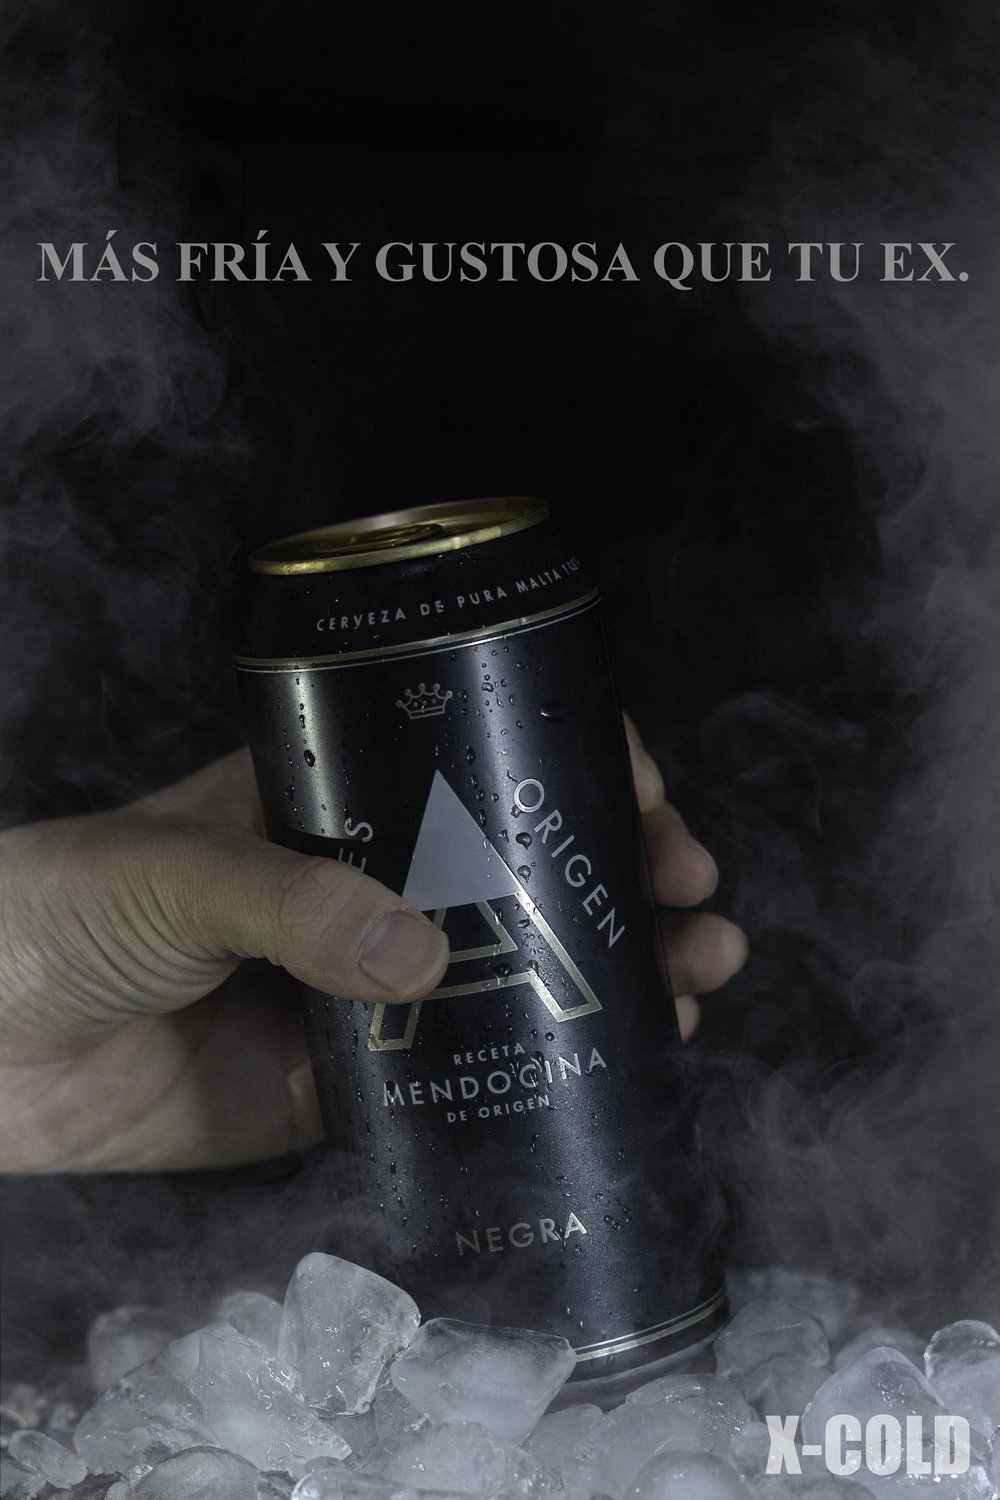 MÁS FRÍA Y GUSTOSA QUE TU EX.
CERVEZA DE PURA MALTA
A
ORIGEN
RECETA
MENDOCINA
DE ORIGEN
NEGRA
X-COLD